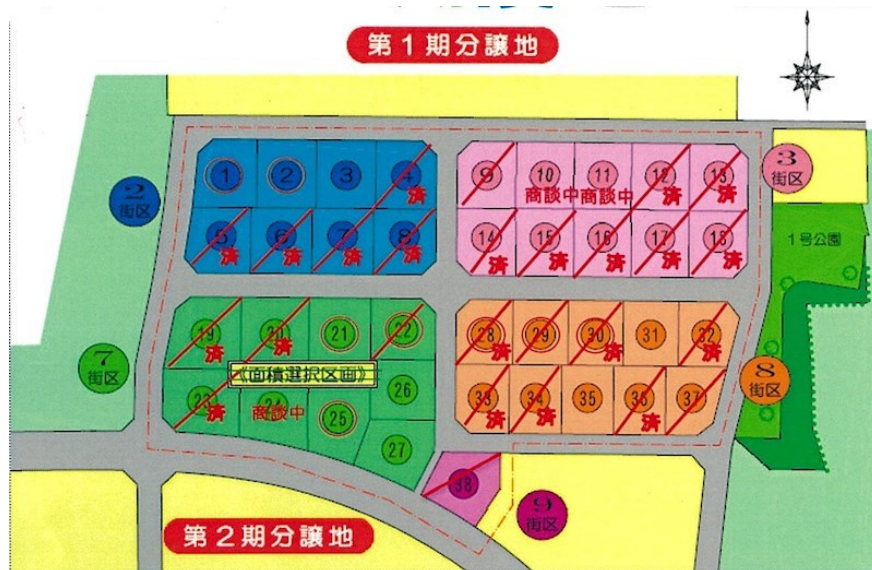 第1期分譲地
1 2 3 4 済
9 10 11 12 済 13 済
商談中 商談中
3
街区
2
街区
5 済 6 済 7 済 8 済
14 済 15 済 16 済 17 済 18 済
1号公園
19 済 20 済 21 22
28 済 29 済 30 済 31 32 済
7
街区
《面積選択区画》
8
街区
23 済 24 商談中 25 26
33 済 34 済 35 36 済 37
27
38
9
街区
第2期分譲地